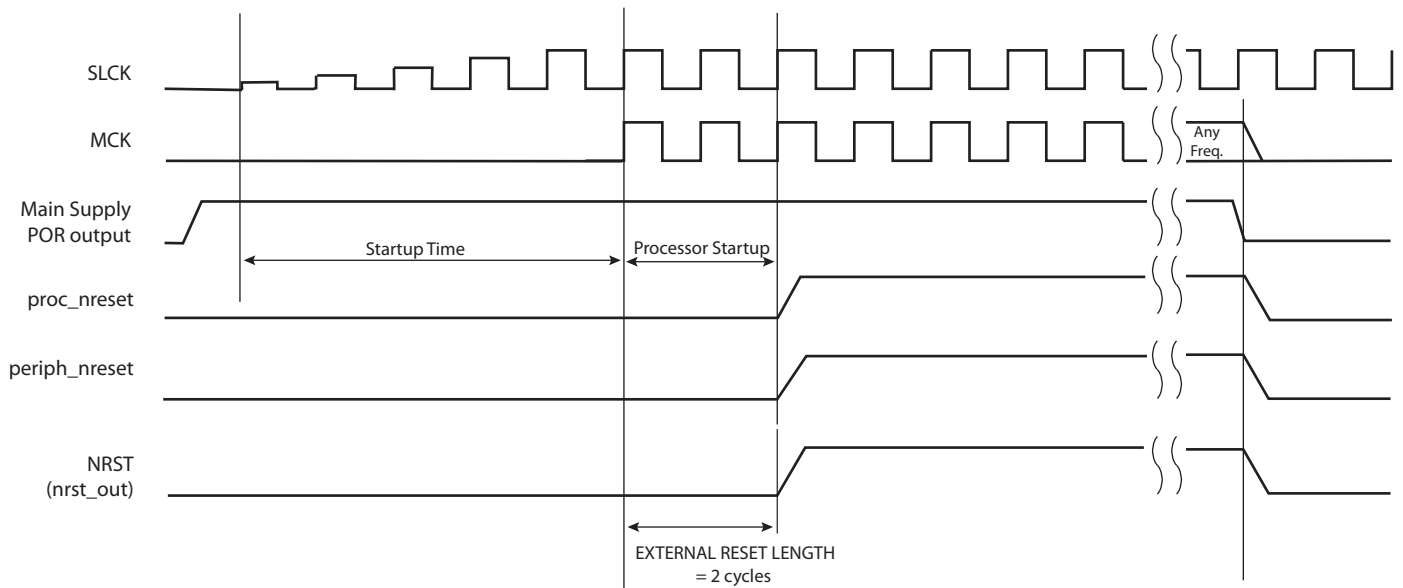 SLCK
MCK
Any
Freq.
Main Supply
POR output
Startup Time
Processor Startup
proc_nreset
periph_nreset
NRST
(nrst_out)
EXTERNAL RESET LENGTH
= 2 cycles